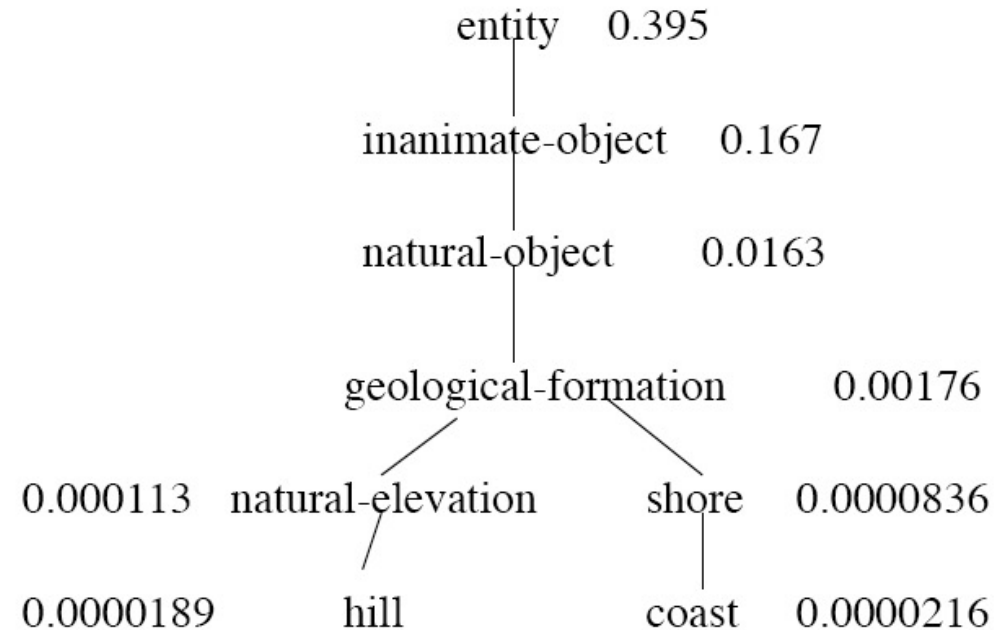 entity 0.395
inanimate-object 0.167
natural-object 0.0163
geological-formation 0.00176
0.000113 natural-elevation shore 0.0000836
0.0000189 hill coast 0.0000216